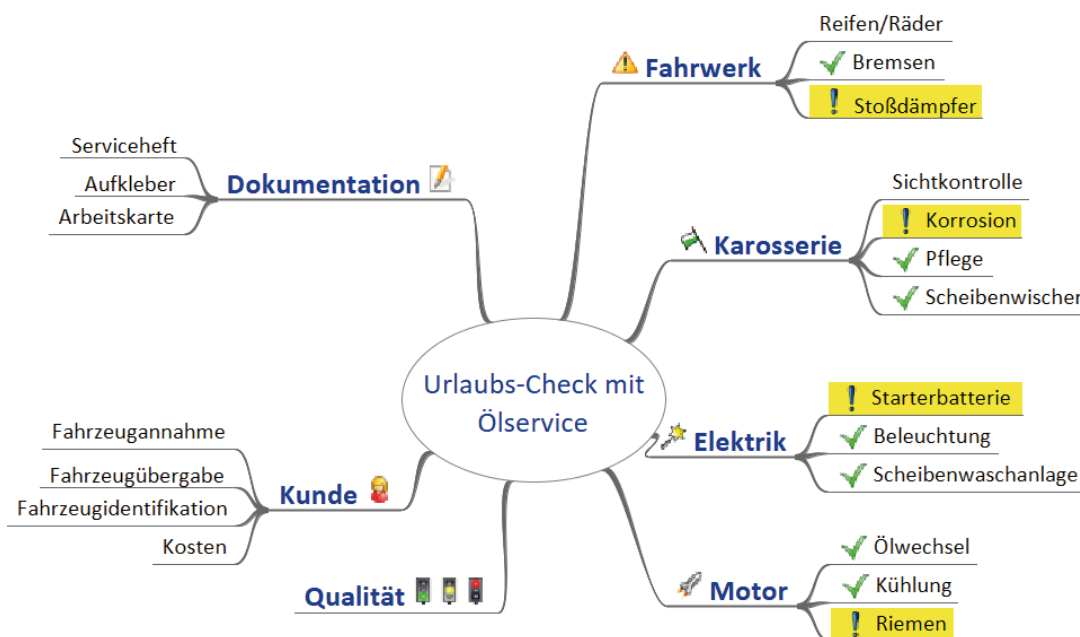 Urlaubs-Check mit
Ölservice
Fahrwerk
Reifen/Räder
Bremsen
Stoßdämpfer
Karosserie
Sichtkontrolle
Korrosion
Pflege
Scheibenwischer
Elektrik
Starterbatterie
Beleuchtung
Scheibenwaschanlage
Motor
Ölwechsel
Kühlung
Riemen
Qualität
Kunde
Fahrzeugannahme
Fahrzeugübergabe
Fahrzeugidentifikation
Kosten
Dokumentation
Serviceheft
Aufkleber
Arbeitskarte